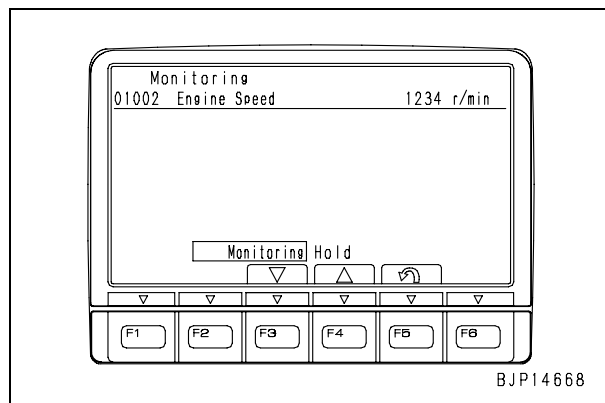 Monitoring
01002 Engine Speed 1234 r/min
Monitoring Hold
F1 F2 F3 F4 F5 F6
BJP14668